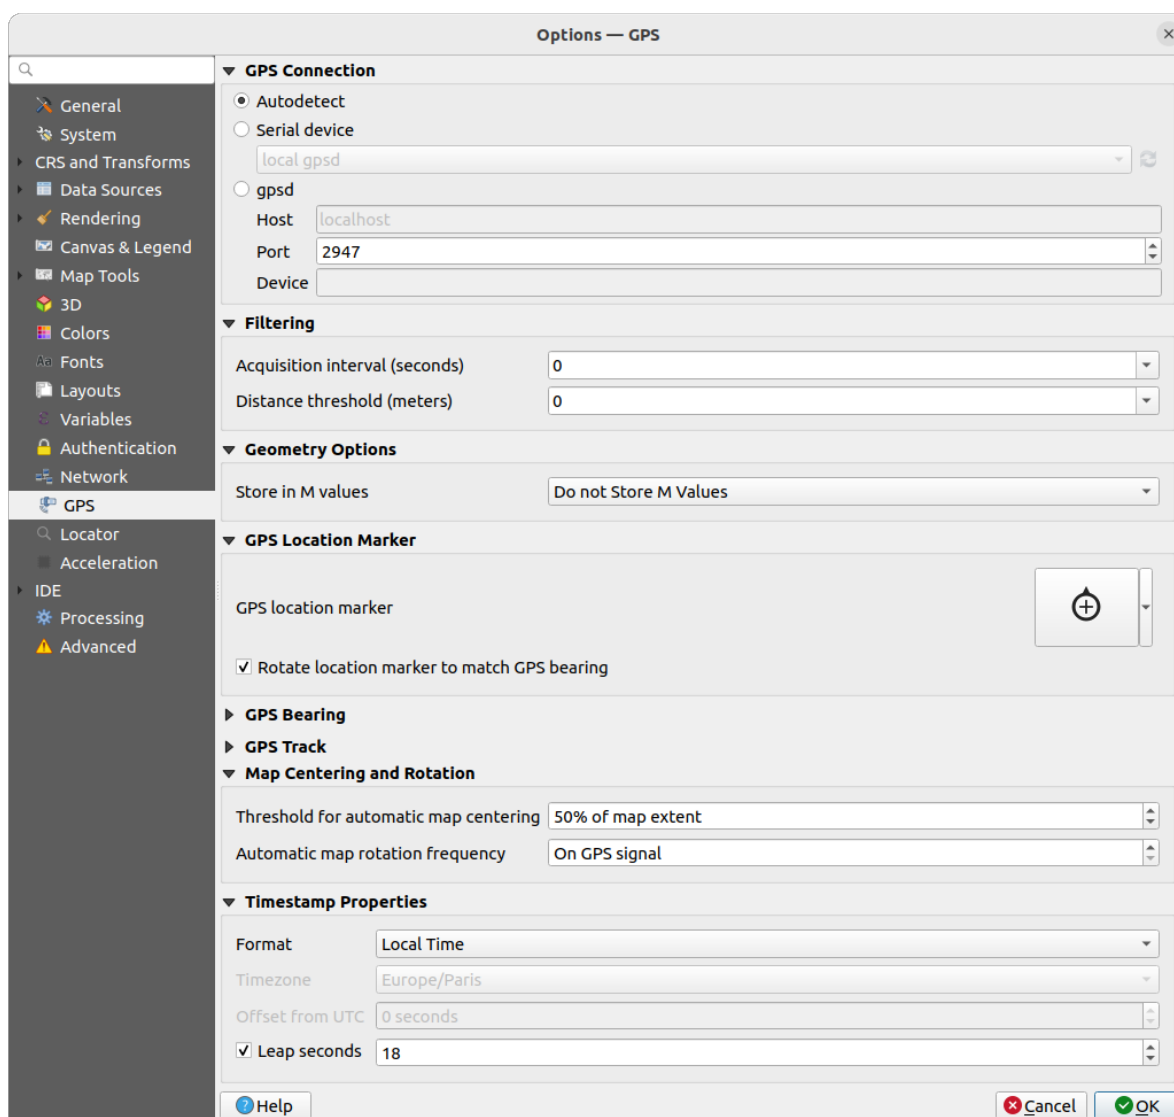 Options — GPS
General
System
CRS and Transforms
Data Sources
Rendering
Canvas & Legend
Map Tools
3D
Colors
Fonts
Layouts
Variables
Authentication
Network
GPS
Locator
Acceleration
IDE
Processing
Advanced
GPS Connection
Autodetect
Serial device
local gpsd
gpsd
Host localhost
Port 2947
Device
Filtering
Acquisition interval (seconds) 0
Distance threshold (meters) 0
Geometry Options
Store in M values Do not Store M Values
GPS Location Marker
GPS location marker
Rotate location marker to match GPS bearing
GPS Bearing
GPS Track
Map Centering and Rotation
Threshold for automatic map centering 50% of map extent
Automatic map rotation frequency On GPS signal
Timestamp Properties
Format Local Time
Timezone Europe/Paris
Offset from UTC 0 seconds
Leap seconds 18
Help Cancel OK